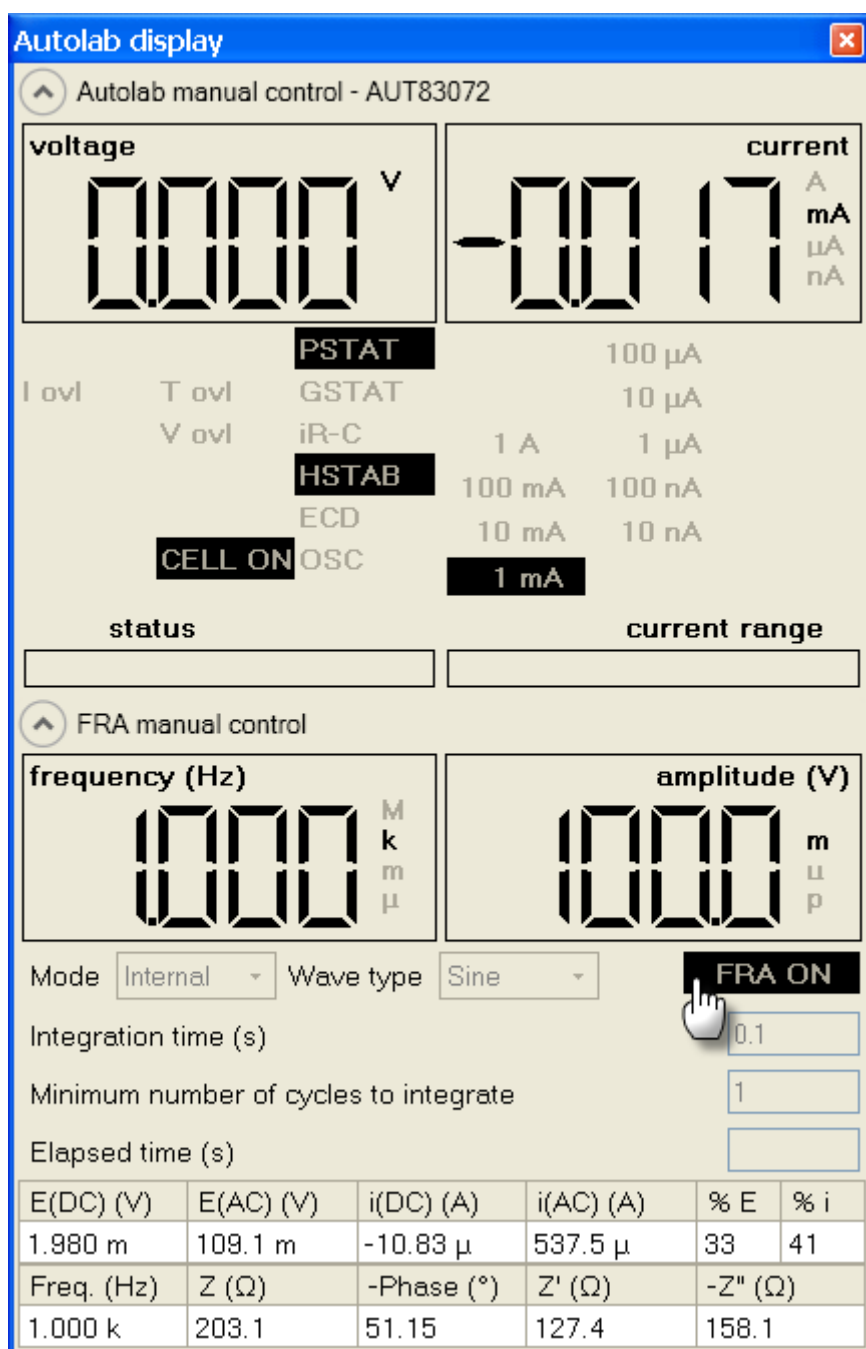 Autolab display
Autolab manual control - AUT83072
voltage
0.000 V
current
-0.017
A
mA
µA
nA
PSTAT 100 µA
I ovl T ovl GSTAT 10 µA
V ovl iR-C 1 A 1 µA
HSTAB 100 mA 100 nA
ECD 10 mA 10 nA
CELL ON OSC 1 mA
status current range
FRA manual control
frequency (Hz)
1.000
M
k
m
µ
amplitude (V)
100.0
m
u
p
Mode Internal Wave type Sine FRA ON
Integration time (s) 0.1
Minimum number of cycles to integrate 1
Elapsed time (s)
E(DC) (V) E(AC) (V) i(DC) (A) i(AC) (A) % E % i
1.980 m 109.1 m -10.83 µ 537.5 µ 33 41
Freq. (Hz) Z (Ω) -Phase (°) Z' (Ω) -Z" (Ω)
1.000 k 203.1 51.15 127.4 158.1